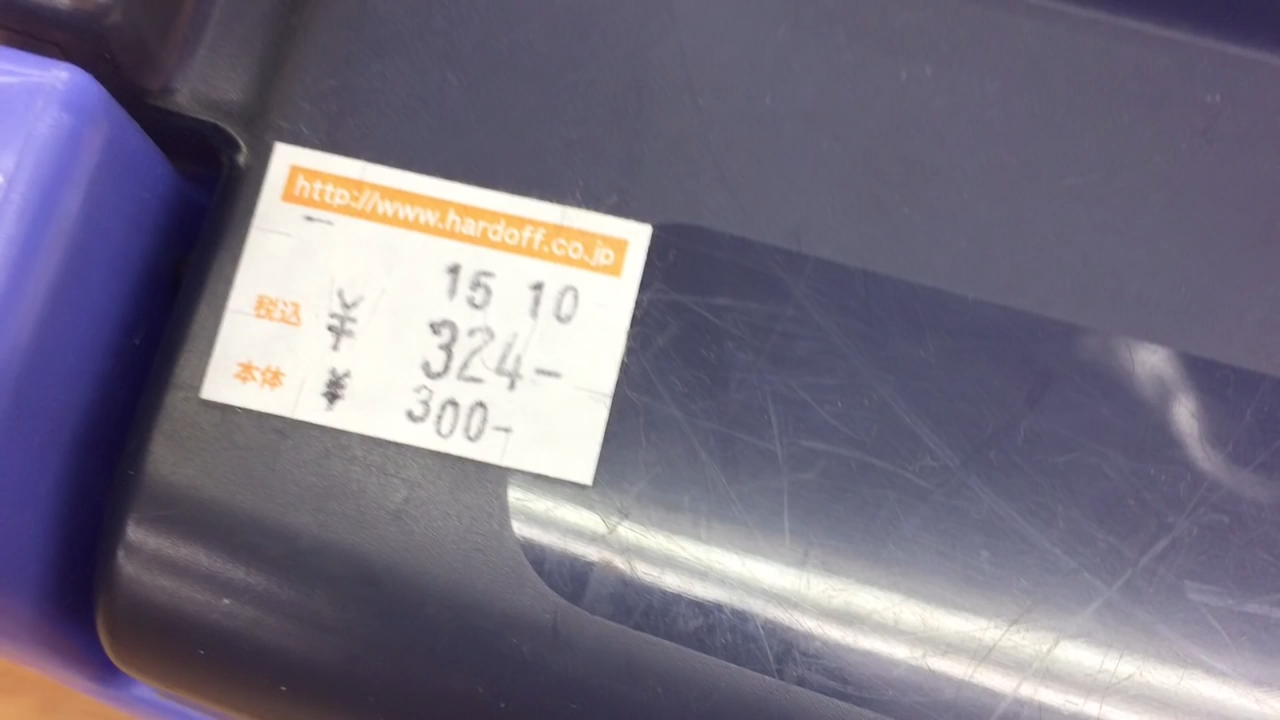 http://www.hardoff.co.jp
15 10
税込 ¥ 324-
本体 ¥ 300-